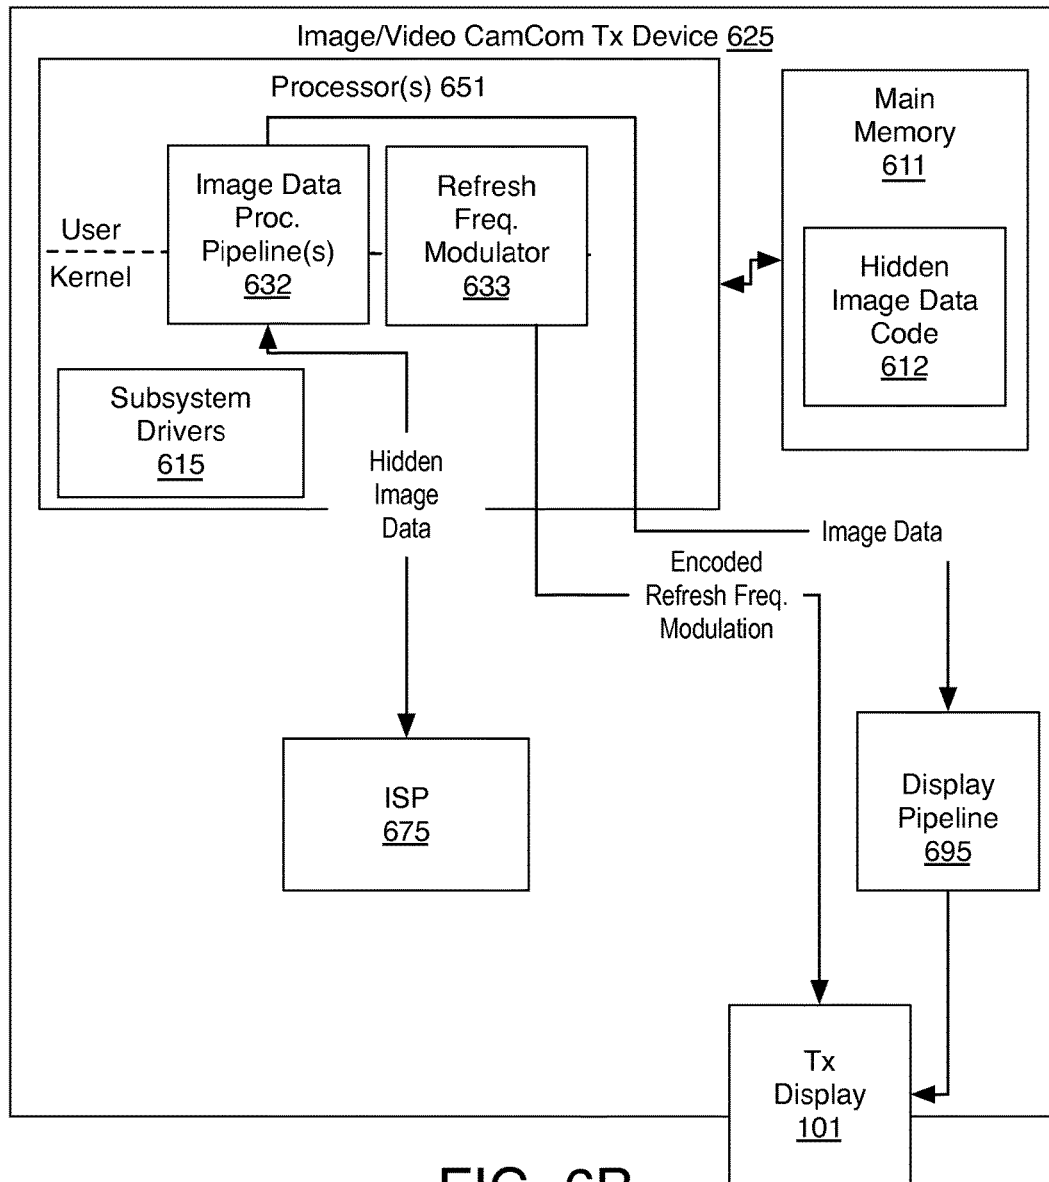 Image/Video CamCom Tx Device 625
Processor(s) 651
Main
Memory
611
Image Data
Proc.
Pipeline(s)
632
Refresh
Freq.
Modulator
633
User
Kernel
Hidden
Image Data
Code
612
Subsystem
Drivers
615
Hidden
Image
Data
Image Data
Encoded
Refresh Freq.
Modulation
ISP
675
Display
Pipeline
695
Tx
Display
101
FIG. 6B